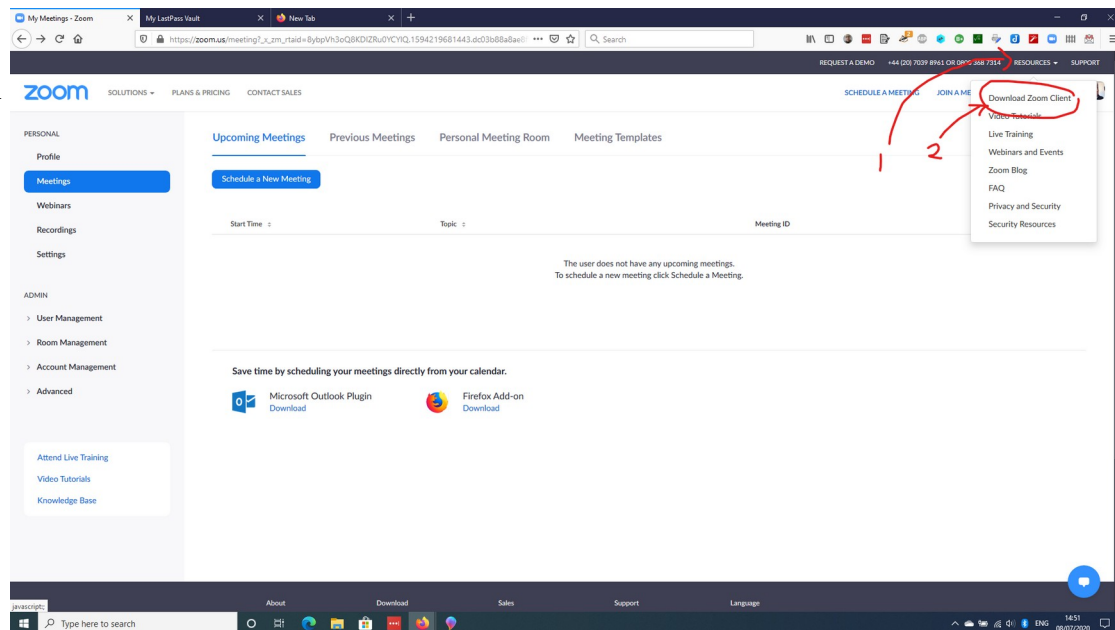 My Meetings - Zoom
My LastPass Vault
New Tab
https://zoom.us/meeting?_x_zm_rtaid=8ybpVh3oQ8KDIZRu0YCYIQ.1594219681443.dc03b88a8ae8
Search
REQUEST A DEMO +44 (20) 7039 8961 OR 0800 368 7314 RESOURCES SUPPORT
zoom SOLUTIONS PLANS & PRICING CONTACT SALES SCHEDULE A MEETING JOIN A ME
Download Zoom Client
Video Tutorials
Live Training
Webinars and Events
Zoom Blog
FAQ
Privacy and Security
Security Resources
1
2
PERSONAL
Profile
Meetings
Webinars
Recordings
Settings
ADMIN
User Management
Room Management
Account Management
Advanced
Attend Live Training
Video Tutorials
Knowledge Base
Upcoming Meetings Previous Meetings Personal Meeting Room Meeting Templates
Schedule a New Meeting
Start Time Topic Meeting ID
The user does not have any upcoming meetings.
To schedule a new meeting click Schedule a Meeting.
Save time by scheduling your meetings directly from your calendar.
Microsoft Outlook Plugin
Download
Firefox Add-on
Download
About Download Sales Support Language
javascript:;
Type here to search
ENG
14:51
08/07/2020